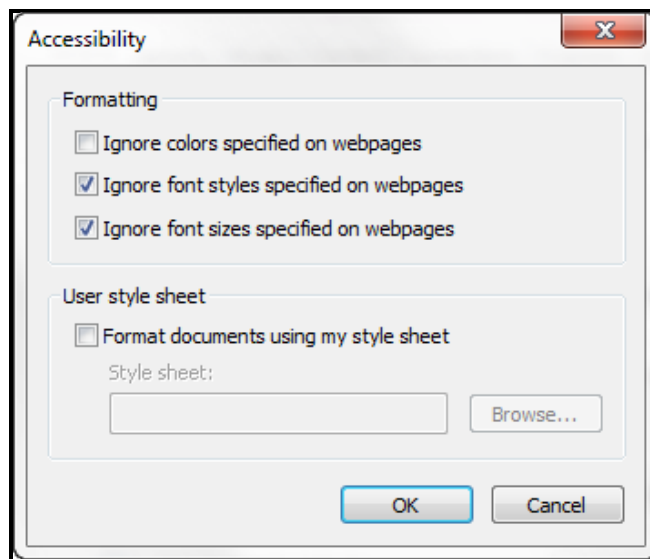 Accessibility
Formatting
Ignore colors specified on webpages
Ignore font styles specified on webpages
Ignore font sizes specified on webpages
User style sheet
Format documents using my style sheet
Style sheet:
Browse...
OK Cancel